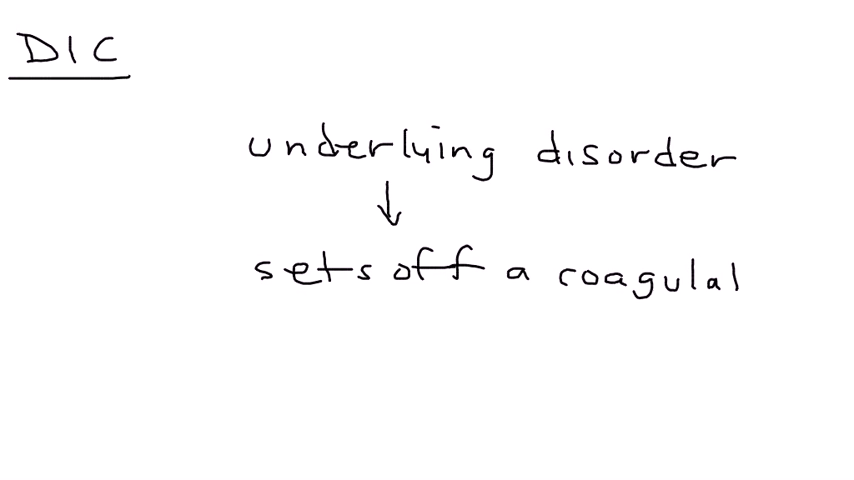 DIC
underlying disorder
↓
sets off a coagulal